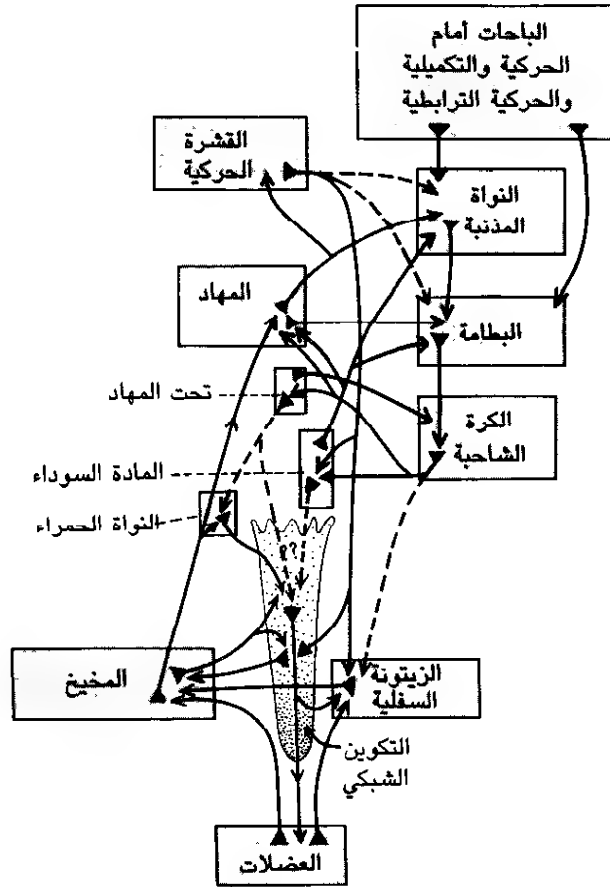 الباحات أمام
الحركية والتكميلية
والحركية الترابطية
القشرة
الحركية
النواة
المذنبة
المهاد
البطامة
تحت المهاد
الكرة
الشاحبة
المادة السوداء
النواة الحمراء
??
المخيخ
الزيتونة
السفلية
التكوين
الشبكي
العضلات